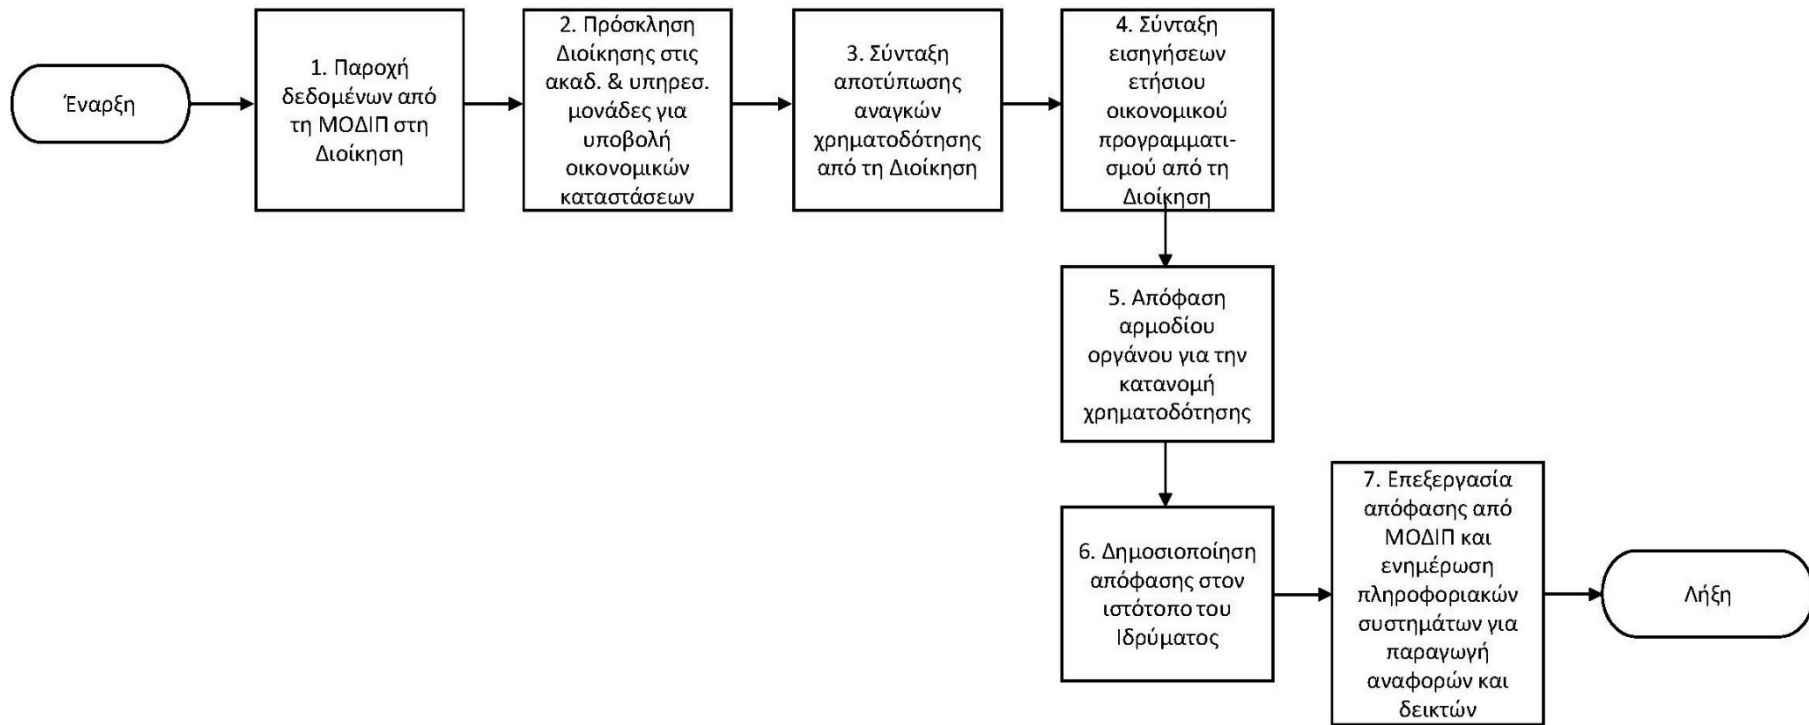 Έναρξη
1. Παροχή
δεδομένων από
τη ΜΟΔΙΠ στη
Διοίκηση
2. Πρόσκληση
Διοίκησης στις
ακαδ. & υπηρεσ.
μονάδες για
υποβολή
οικονομικών
καταστάσεων
3. Σύνταξη
αποτύπωσης
αναγκών
χρηματοδότησης
από τη Διοίκηση
4. Σύνταξη
εισηγήσεων
ετήσιου
οικονομικού
προγραμματι-
σμού από τη
Διοίκηση
5. Απόφαση
αρμοδίου
οργάνου για την
κατανομή
χρηματοδότησης
6. Δημοσιοποίηση
απόφασης στον
ιστότοπο του
Ιδρύματος
7. Επεξεργασία
απόφασης από
ΜΟΔΙΠ και
ενημέρωση
πληροφοριακών
συστημάτων για
παραγωγή
αναφορών και
δεικτών
Λήξη